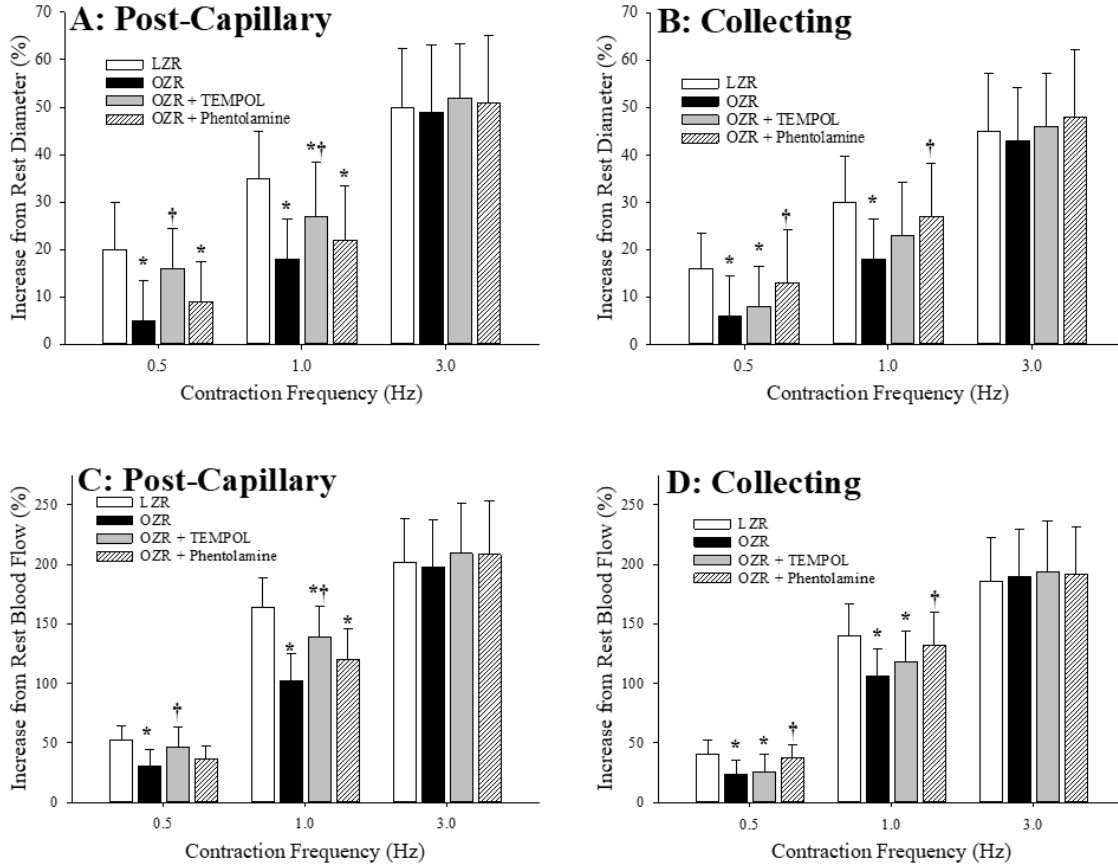 A: Post-Capillary
Increase from Rest Diameter (%)
70
60
50
40
30
20
10
0
LZR
OZR
OZR + TEMPOL
OZR + Phentolamine
*
†
*
*
*†
*
0.5
1.0
3.0
Contraction Frequency (Hz)
B: Collecting
Increase from Rest Diameter (%)
70
60
50
40
30
20
10
0
LZR
OZR
OZR + TEMPOL
OZR + Phentolamine
*
*
†
*
†
0.5
1.0
3.0
Contraction Frequency (Hz)
C: Post-Capillary
Increase from Rest Blood Flow (%)
250
200
150
100
50
0
LZR
OZR
OZR + TEMPOL
OZR + Phentolamine
*
†
*
*†
*
0.5
1.0
3.0
Contraction Frequency (Hz)
D: Collecting
Increase from Rest Blood Flow (%)
250
200
150
100
50
0
LZR
OZR
OZR + TEMPOL
OZR + Phentolamine
*
*
†
*
*
†
0.5
1.0
3.0
Contraction Frequency (Hz)